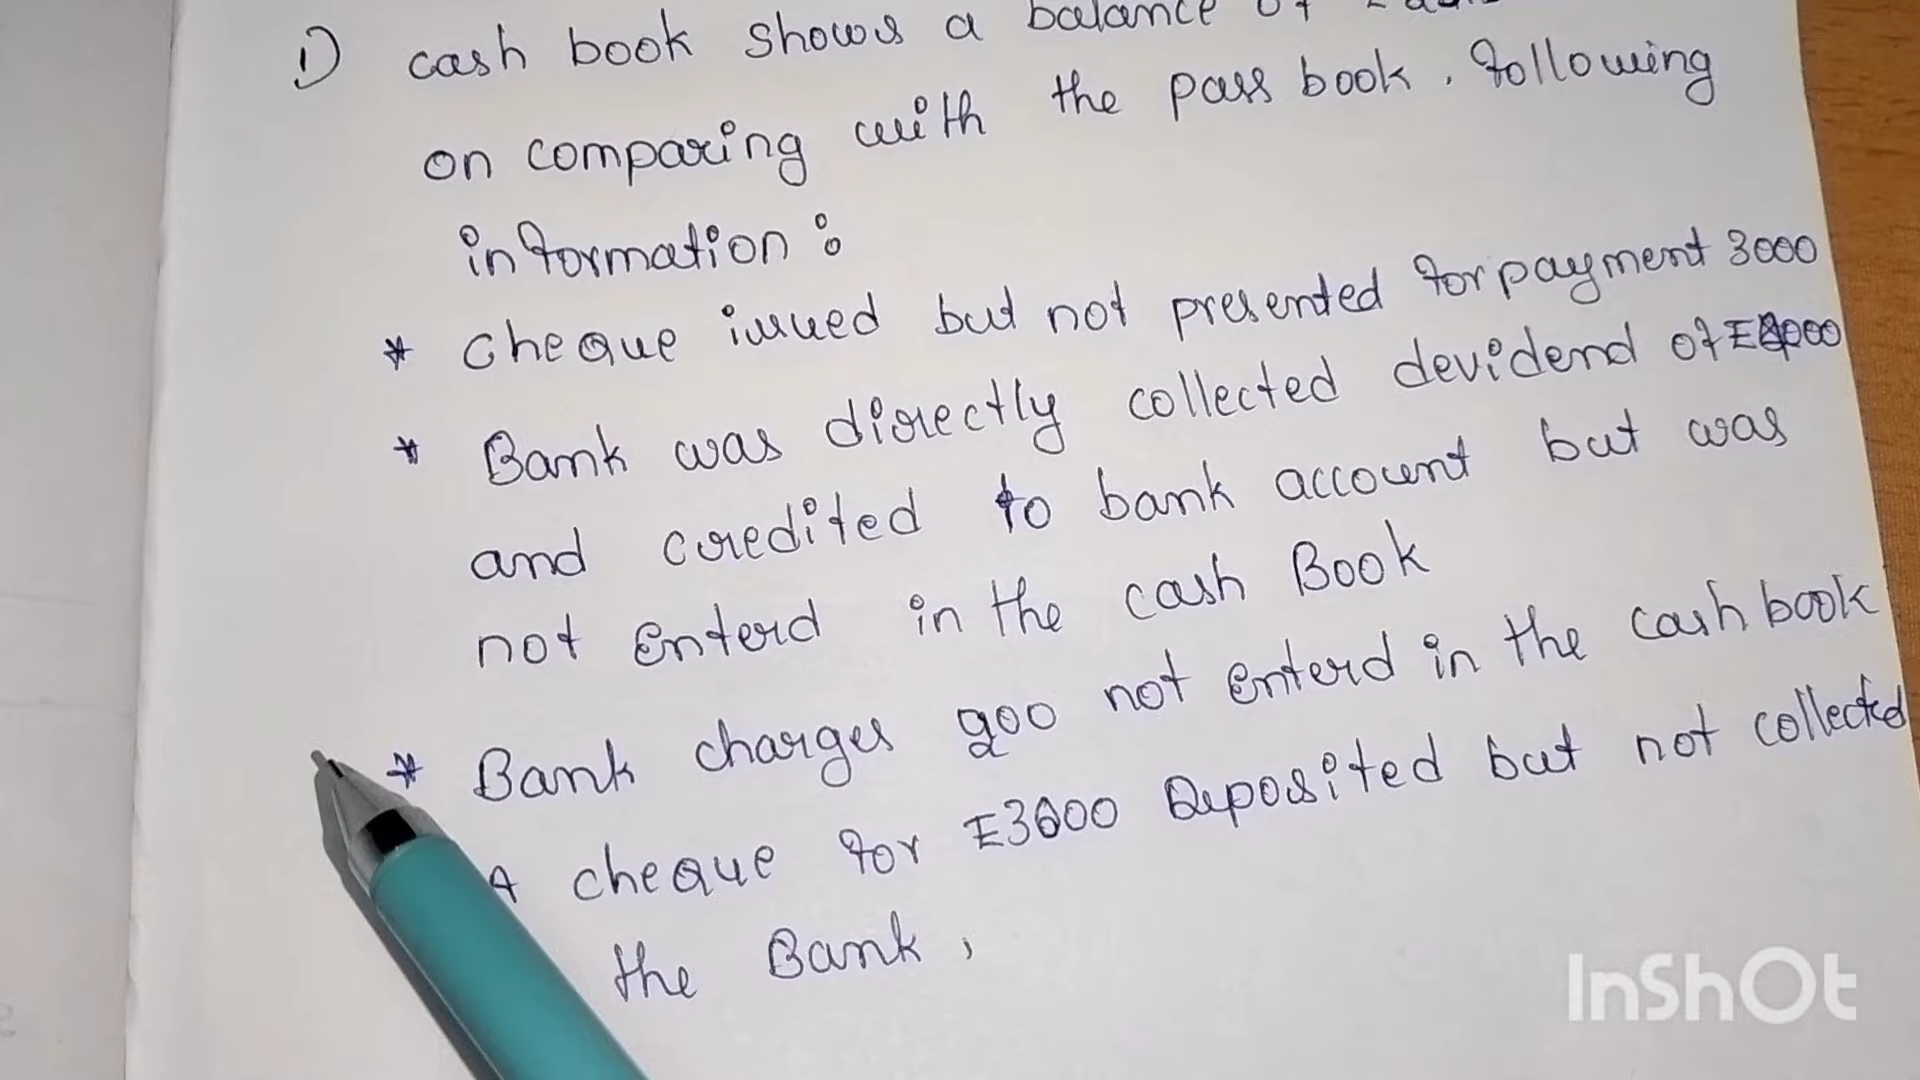 1) cash book shows a balance of
on comparing with the pass book. following
information :
* cheque issued but not presented for payment 3000
* Bank was directly collected devidend of
and credited to bank account but was
not Enterd in the cash Book
* Bank charges not enterd in the cash book
A cheque for Deposited but not collected
the Bank,
InShOt